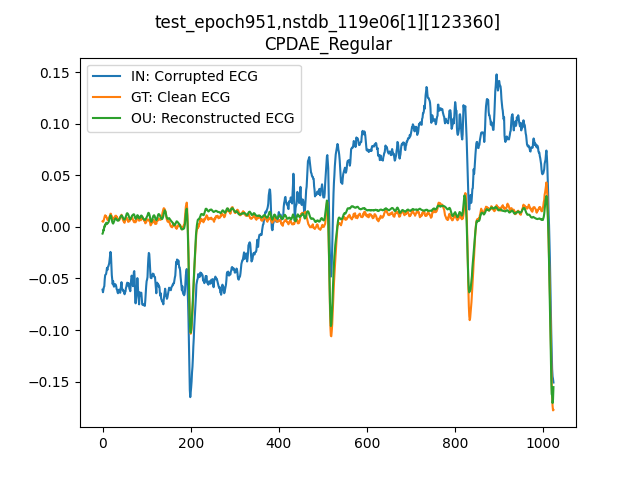 test_epoch951,nstdb_119e06[1][123360]
CPDAE_Regular
IN: Corrupted ECG
GT: Clean ECG
OU: Reconstructed ECG
0.15
0.10
0.05
0.00
−0.05
−0.10
−0.15
0 200 400 600 800 1000